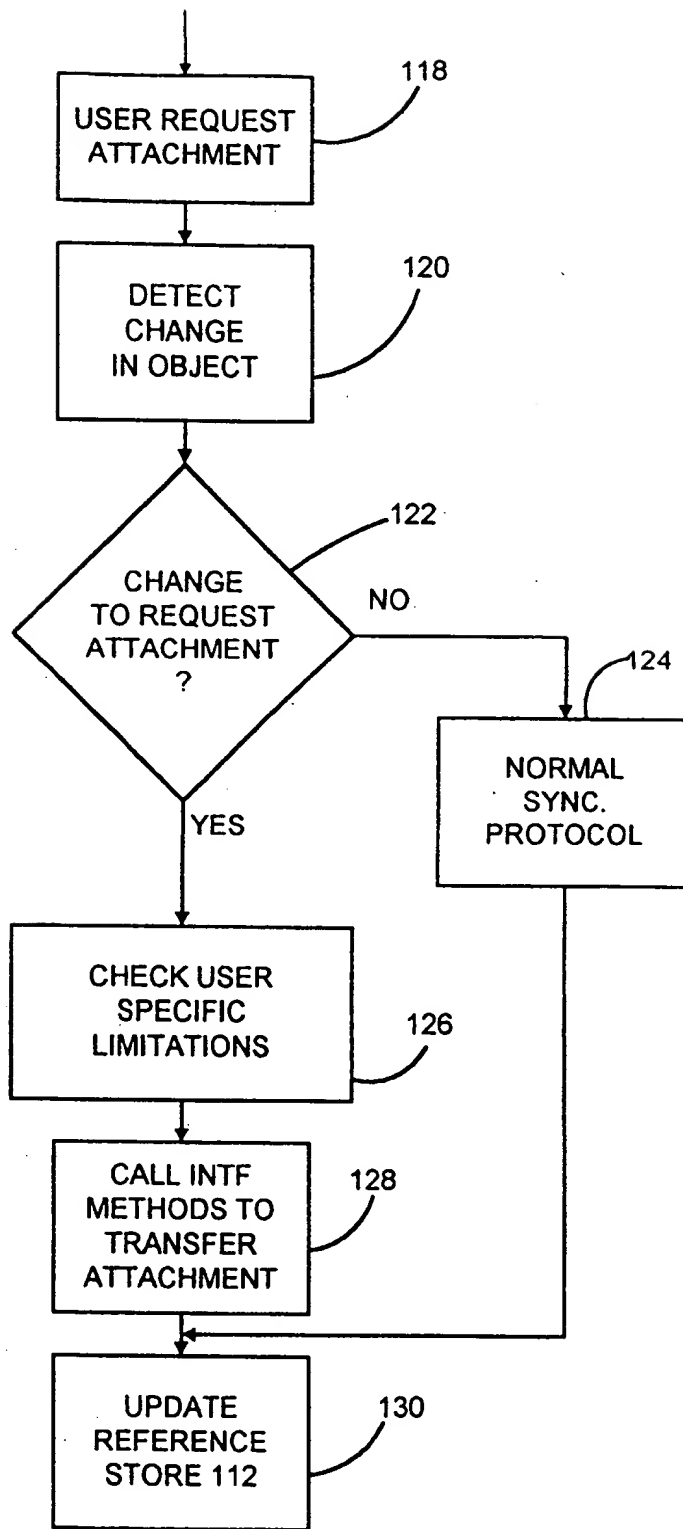 118
USER REQUEST
ATTACHMENT
120
DETECT
CHANGE
IN OBJECT
122
CHANGE
TO REQUEST
ATTACHMENT
?
NO
124
NORMAL
SYNC.
PROTOCOL
YES
CHECK USER
SPECIFIC
LIMITATIONS
126
CALL INTF
METHODS TO
TRANSFER
ATTACHMENT
128
UPDATE
REFERENCE
STORE 112
130